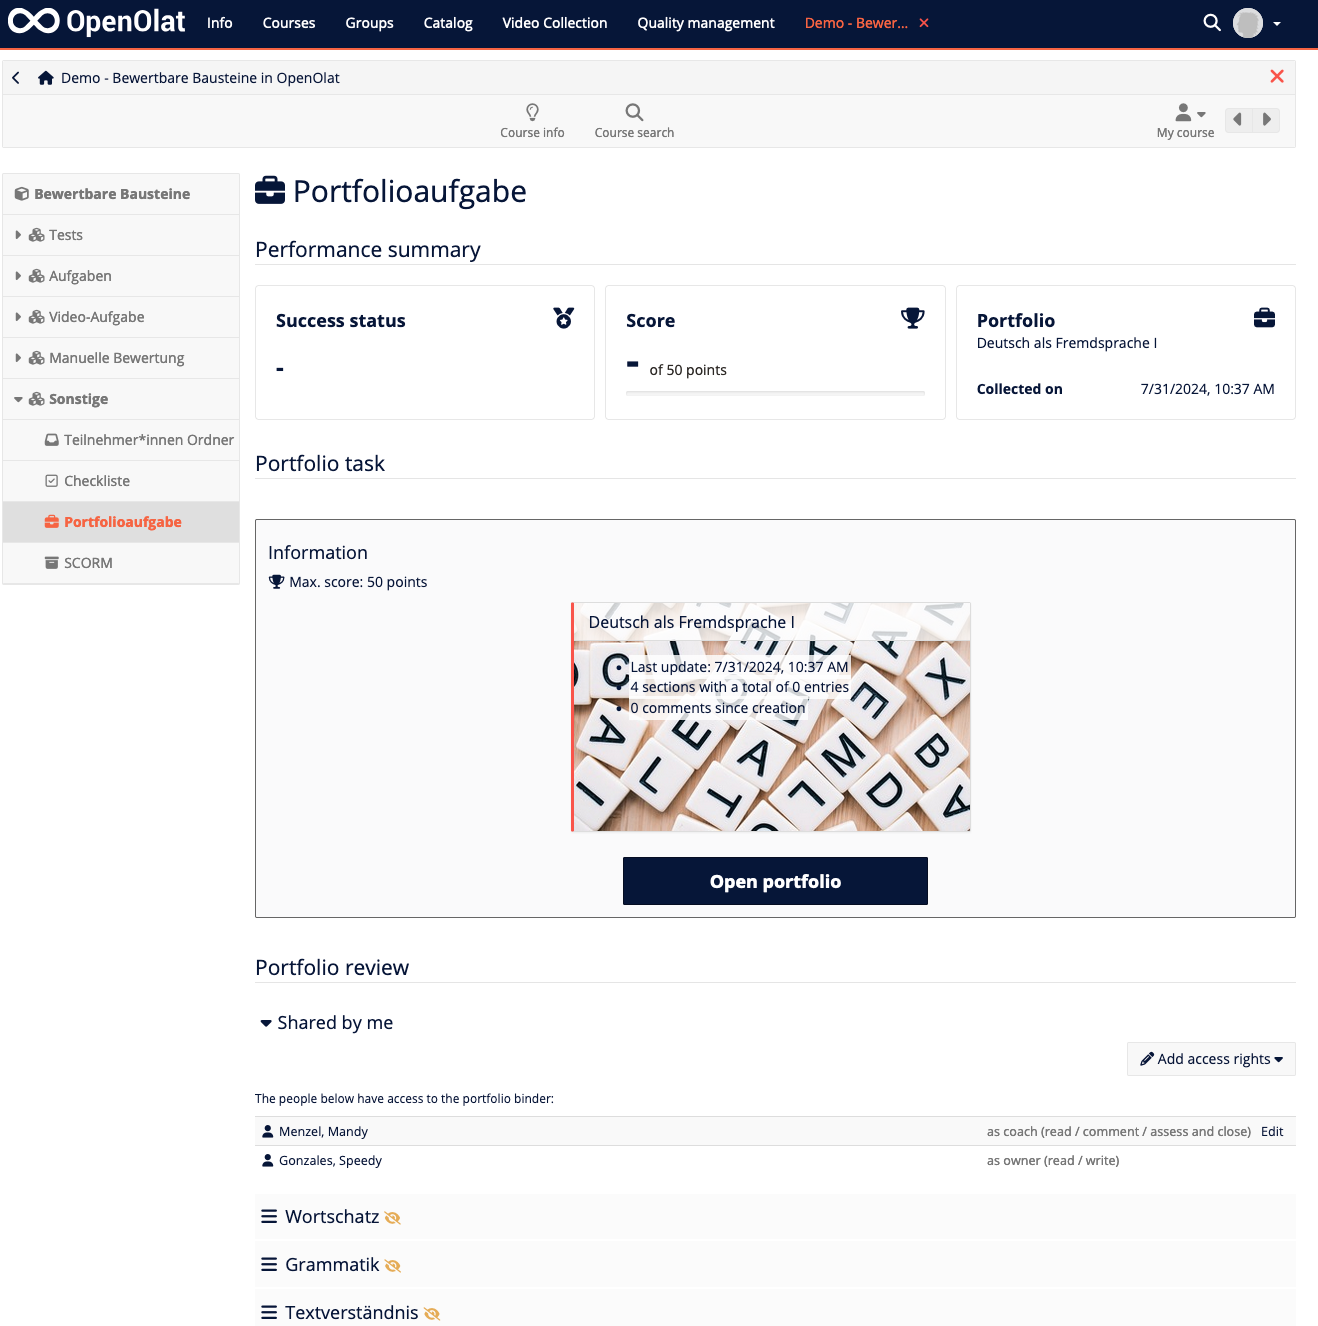 OpenOlat Info Courses Groups Catalog Video Collection Quality management Demo - Bewer...
Demo - Bewertbare Bausteine in OpenOlat
Course info Course search My course
Bewertbare Bausteine
Tests
Aufgaben
Video-Aufgabe
Manuelle Bewertung
Sonstige
Teilnehmer*innen Ordner
Checkliste
Portfolioaufgabe
SCORM
Portfolioaufgabe
Performance summary
Success status
-
Score
- of 50 points
Portfolio
Deutsch als Fremdsprache I
Collected on 7/31/2024, 10:37 AM
Portfolio task
Information
Max. score: 50 points
Deutsch als Fremdsprache I
Last update: 7/31/2024, 10:37 AM
4 sections with a total of 0 entries
0 comments since creation
Open portfolio
Portfolio review
Shared by me
Add access rights
The people below have access to the portfolio binder:
Menzel, Mandy as coach (read / comment / assess and close) Edit
Gonzales, Speedy as owner (read / write)
Wortschatz
Grammatik
Textverständnis